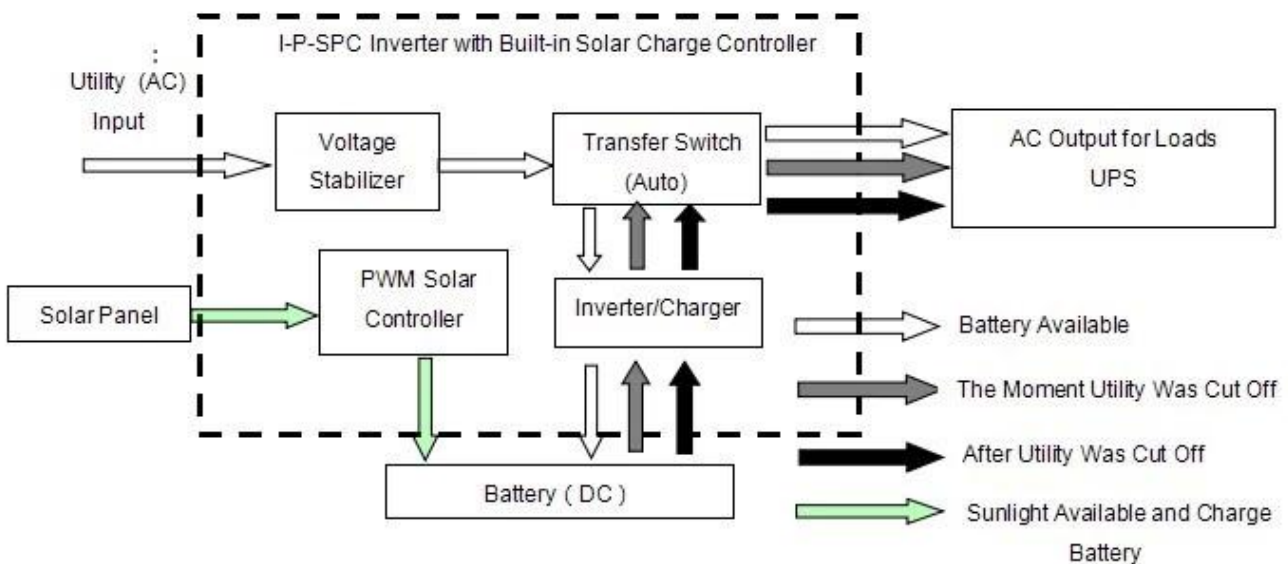 I-P-SPC Inverter with Built-in Solar Charge Controller
:
Utility (AC)
Input
Voltage
Stabilizer
Transfer Switch
(Auto)
AC Output for Loads
UPS
Solar Panel
PWM Solar
Controller
Inverter/Charger
Battery ( DC )
Battery Available
The Moment Utility Was Cut Off
After Utility Was Cut Off
Sunlight Available and Charge
Battery